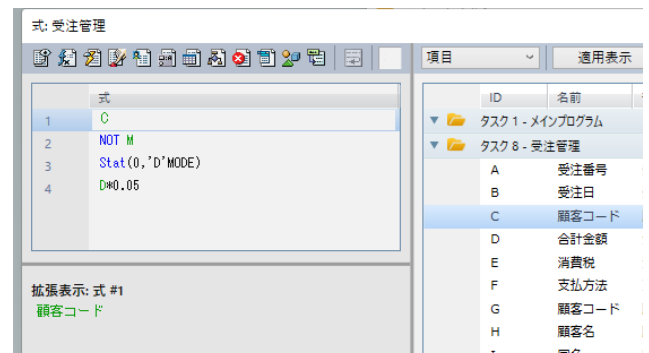 式: 受注管理
項目
適用表示
式
1 C
2 NOT M
3 Stat(0,'D'MODE)
4 D*0.05
拡張表示: 式 #1
顧客コード
ID 名前
タスク 1 - メインプログラム
タスク 8 - 受注管理
A 受注番号
B 受注日
C 顧客コード
D 合計金額
E 消費税
F 支払方法
G 顧客コード
H 顧客名